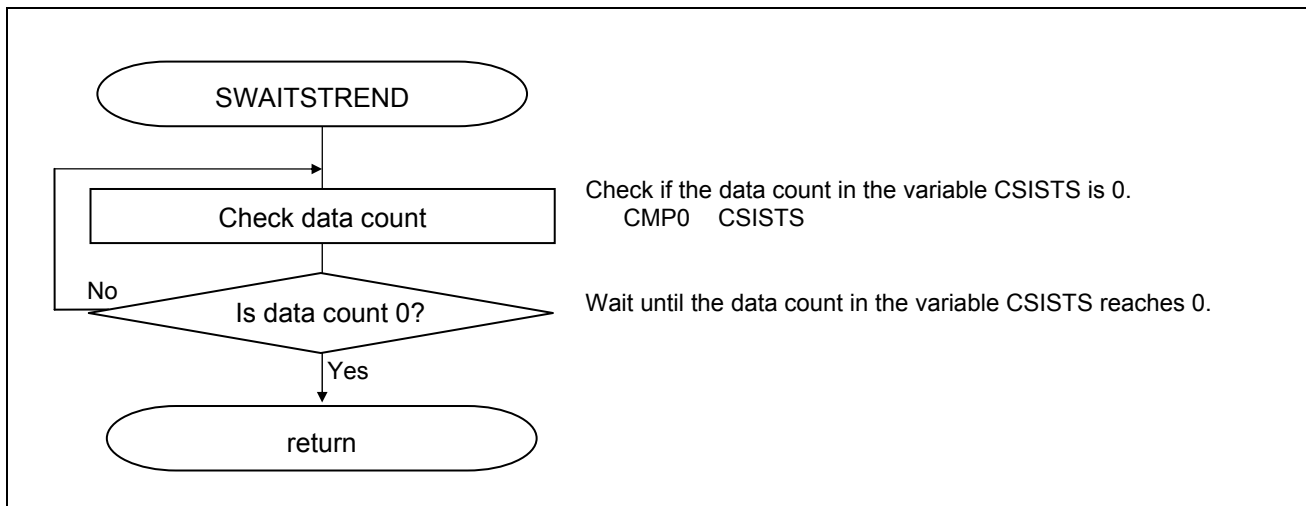 SWAITSTREND
Check data count
Check if the data count in the variable CSISTS is 0.
CMP0 CSISTS
No
Is data count 0?
Wait until the data count in the variable CSISTS reaches 0.
Yes
return